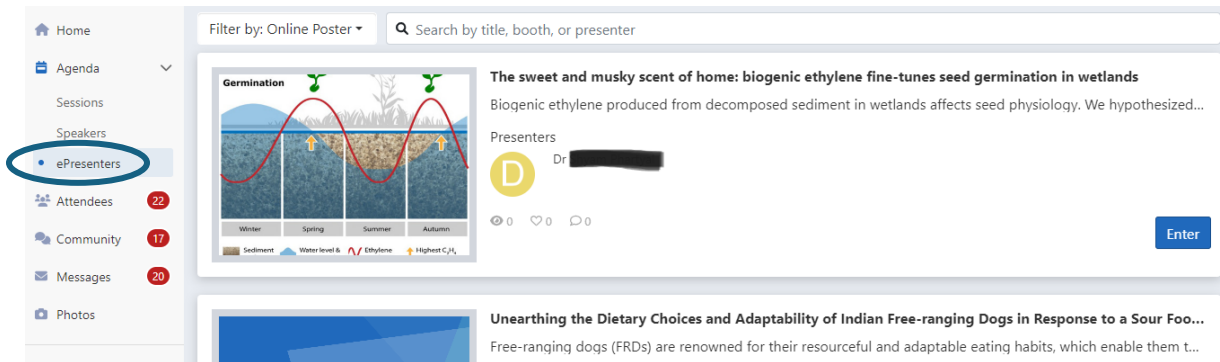 Home
Agenda
Sessions
Speakers
ePresenters
Attendees 22
Community 17
Messages 20
Photos
Filter by: Online Poster
Search by title, booth, or presenter
Germination
Winter Spring Summer Autumn
Sediment Water level & Ethylene Highest C₂H₄
The sweet and musky scent of home: biogenic ethylene fine-tunes seed germination in wetlands
Biogenic ethylene produced from decomposed sediment in wetlands affects seed physiology. We hypothesized...
Presenters
D
Dr
0 0 0
Enter
Unearthing the Dietary Choices and Adaptability of Indian Free-ranging Dogs in Response to a Sour Foo...
Free-ranging dogs (FRDs) are renowned for their resourceful and adaptable eating habits, which enable them t...